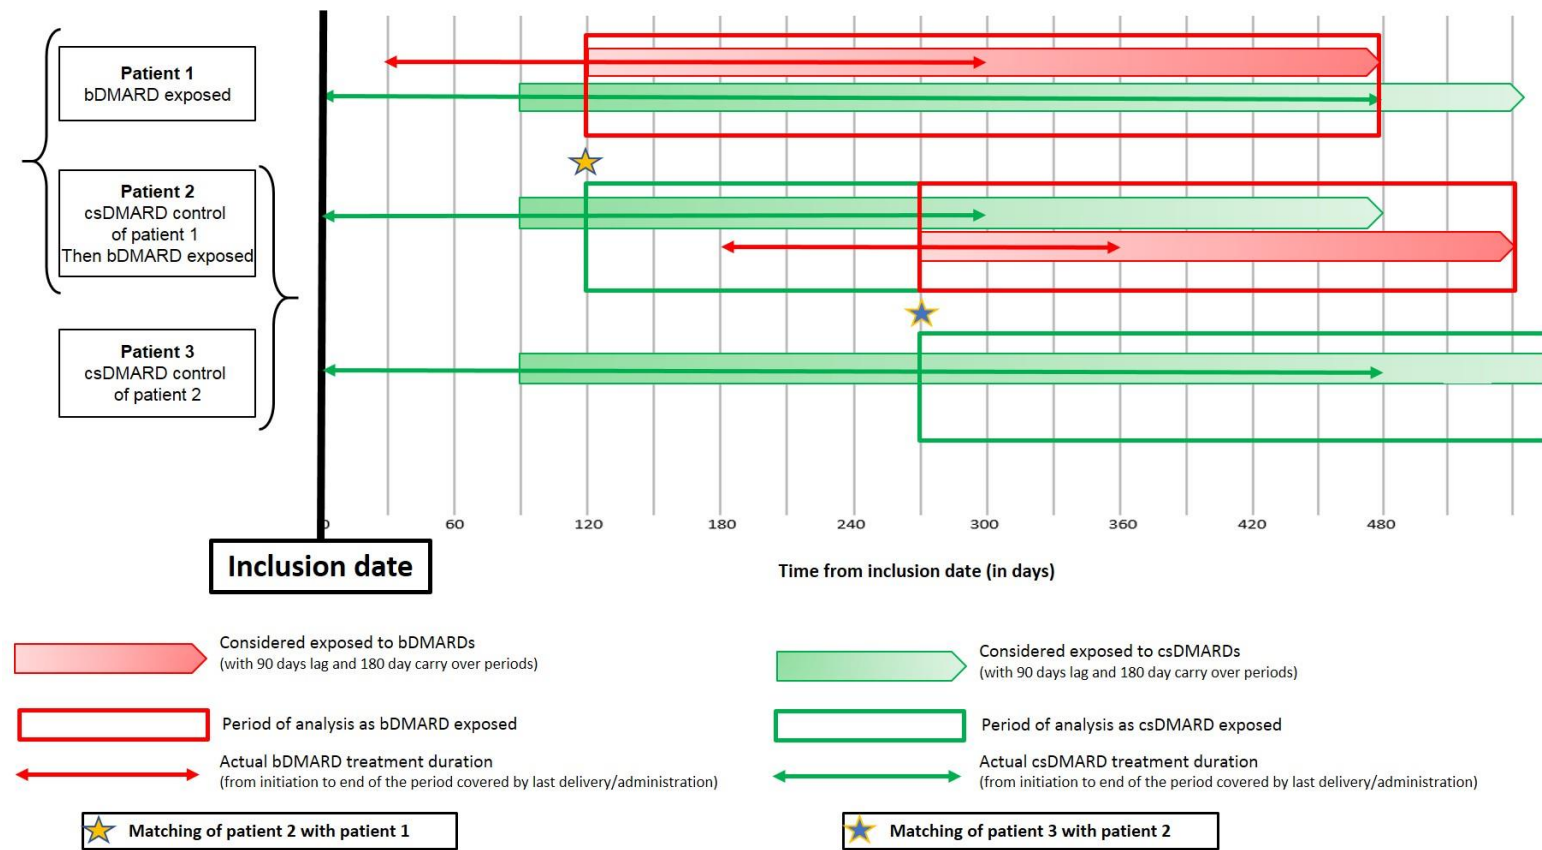 Patient 1
bDMARD exposed
Patient 2
csDMARD control
of patient 1
Then bDMARD exposed
Patient 3
csDMARD control
of patient 2
0 60 120 180 240 300 360 420 480
Inclusion date
Time from inclusion date (in days)
Considered exposed to bDMARDs
(with 90 days lag and 180 day carry over periods)
Period of analysis as bDMARD exposed
Actual bDMARD treatment duration
(from initiation to end of the period covered by last delivery/administration)
Matching of patient 2 with patient 1
Considered exposed to csDMARDs
(with 90 days lag and 180 day carry over periods)
Period of analysis as csDMARD exposed
Actual csDMARD treatment duration
(from initiation to end of the period covered by last delivery/administration)
Matching of patient 3 with patient 2